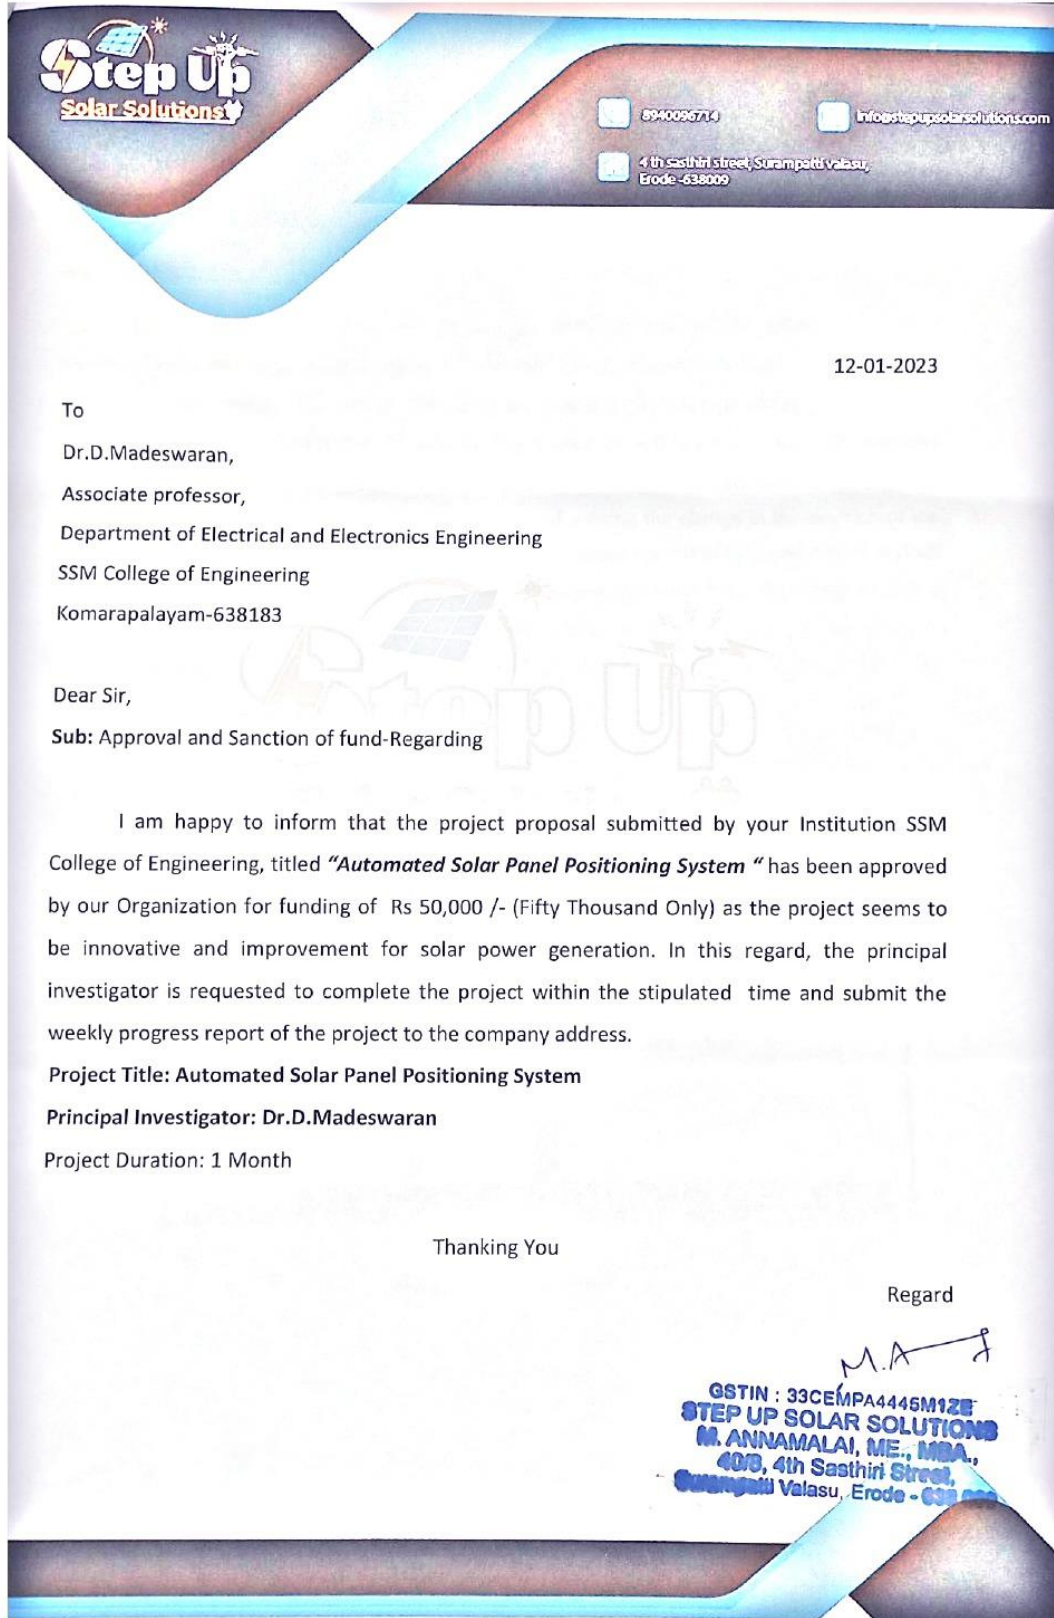 Step Up
Solar Solutions
8940096714
info@stepupsolarsolutions.com
4 th sasthiri street, Surampatti valasu,
Erode -638009
12-01-2023
To
Dr.D.Madeswaran,
Associate professor,
Department of Electrical and Electronics Engineering
SSM College of Engineering
Komarapalayam-638183
Step Up
Dear Sir,
Sub: Approval and Sanction of fund-Regarding
I am happy to inform that the project proposal submitted by your Institution SSM
College of Engineering, titled “Automated Solar Panel Positioning System “ has been approved
by our Organization for funding of Rs 50,000 /- (Fifty Thousand Only) as the project seems to
be innovative and improvement for solar power generation. In this regard, the principal
investigator is requested to complete the project within the stipulated time and submit the
weekly progress report of the project to the company address.
Project Title: Automated Solar Panel Positioning System
Principal Investigator: Dr.D.Madeswaran
Project Duration: 1 Month
Thanking You
Regard
M.A
GSTIN : 33CEMPA4445M1ZE
STEP UP SOLAR SOLUTIONS
M. ANNAMALAI, ME., MBA.,
40/B, 4th Sasthiri Street,
Surampatti Valasu, Erode - 638